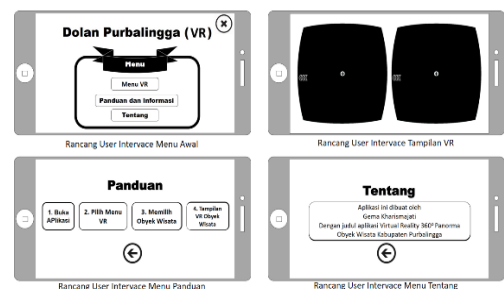 Dolan Purbalingga (VR)
Menu
Menu VR
Panduan dan Informasi
Tentang
Rancang User Intervace Menu Awal
Rancang User Intervace Tampilan VR
Panduan
1. Buka APlikasi
2. Pilih Menu VR
3. Memilih Obyek Wisata
4. Tampilan VR Obyek Wisata
Rancang User Intervace Menu Panduan
Tentang
Aplikasi ini dibuat oleh
Gema Kharismajati
Dengan judul aplikasi Virtual Reality 360° Panorma
Obyek Wisata Kabupaten Purbalingga
Rancang User Intervace Menu Tentang